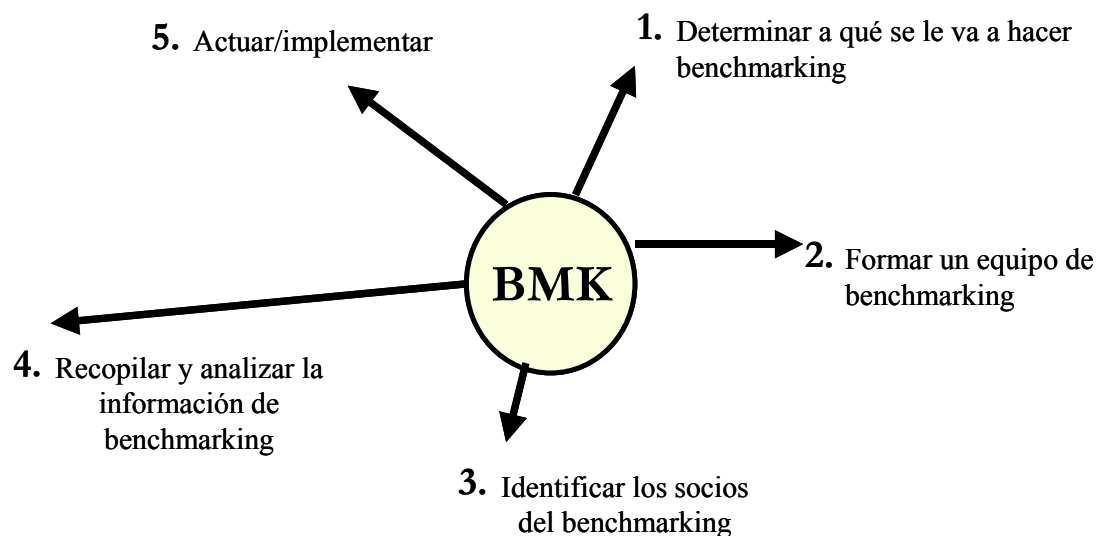 5. Actuar/implementar
1. Determinar a qué se le va a hacer
benchmarking
BMK
2. Formar un equipo de
benchmarking
4. Recopilar y analizar la
información de
benchmarking
3. Identificar los socios
del benchmarking